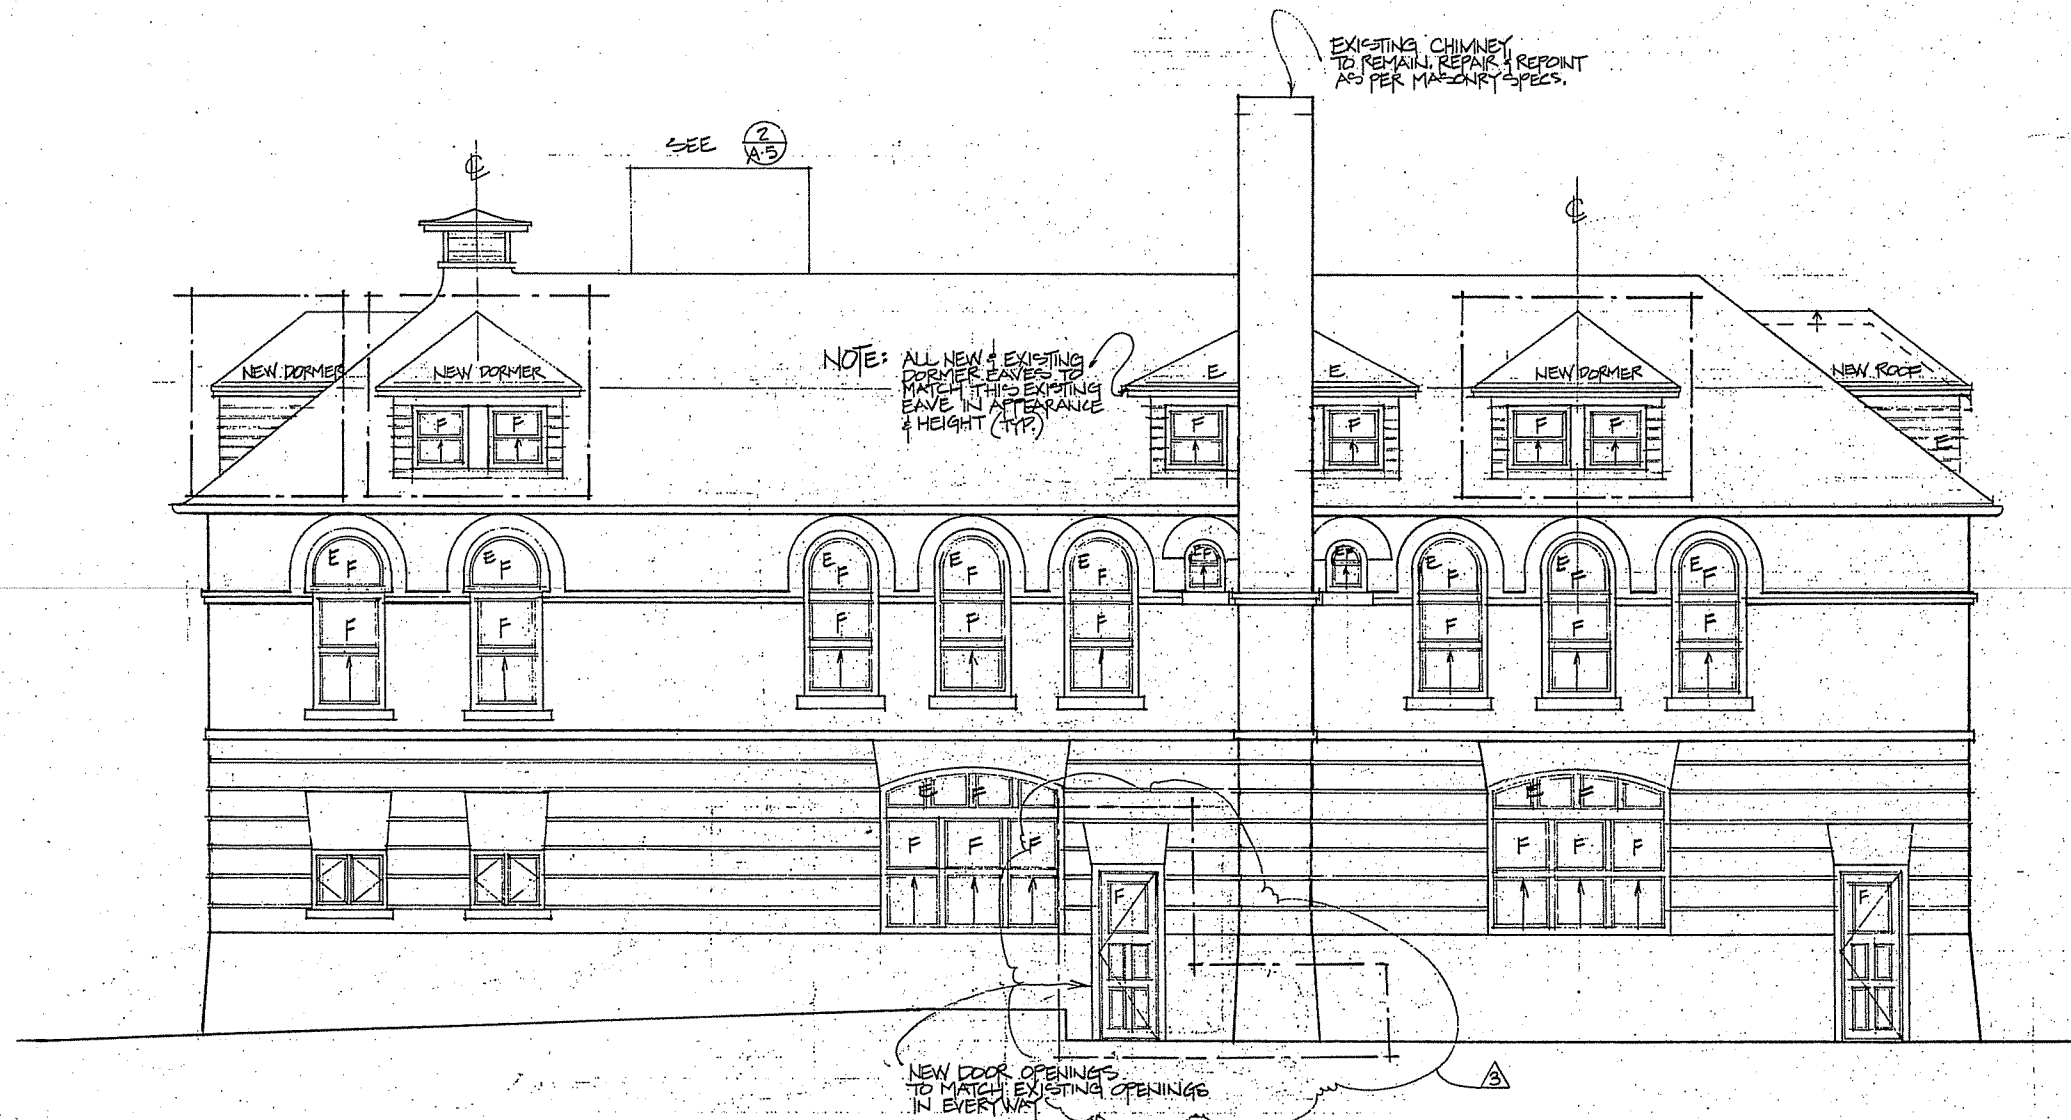 EXISTING CHIMNEY
TO REMAIN. REPAIR & REPOINT
AS PER MASONRY SPECS.
SEE 2
A·5
℄
℄
NEW DORMER
NEW DORMER
NOTE: ALL NEW & EXISTING
DORMER EAVES TO
MATCH THIS EXISTING
EAVE IN APPEARANCE
& HEIGHT (TYP.)
E E
NEW DORMER
NEW ROOF
F F F F F F
E
E F E F E F E F E F EF EF E F E F E F
F F F F F F F F
E F E F
F F F F F F
F F
NEW DOOR OPENINGS
TO MATCH EXISTING OPENINGS
IN EVERY WAY
3